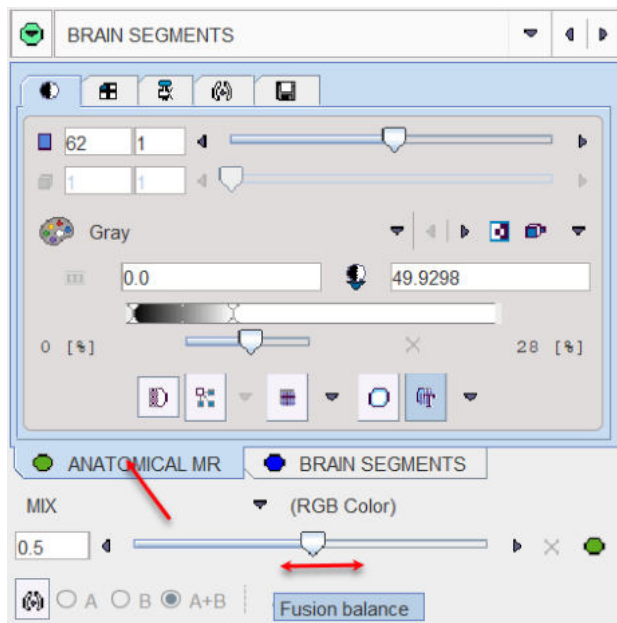 BRAIN SEGMENTS
62 1
1 1
Gray
0.0 49.9298
0 [%] 28 [%]
ANATOMICAL MR BRAIN SEGMENTS
MIX (RGB Color)
0.5
A B A+B
Fusion balance